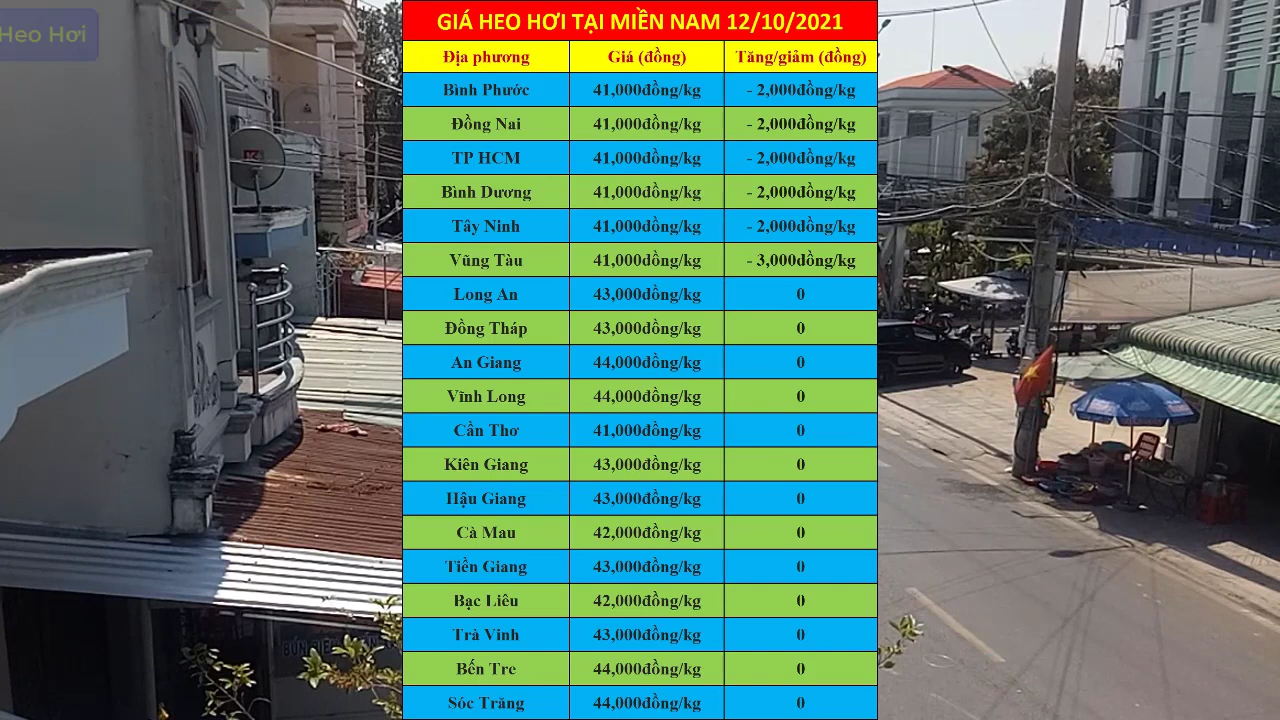 Heo Hơi
GIÁ HEO HƠI TẠI MIỀN NAM 12/10/2021
Địa phương Giá (đồng) Tăng/giảm (đồng)
Bình Phước 41,000đồng/kg - 2,000đồng/kg
Đồng Nai 41,000đồng/kg - 2,000đồng/kg
TP HCM 41,000đồng/kg - 2,000đồng/kg
Bình Dương 41,000đồng/kg - 2,000đồng/kg
Tây Ninh 41,000đồng/kg - 2,000đồng/kg
Vũng Tàu 41,000đồng/kg - 3,000đồng/kg
Long An 43,000đồng/kg 0
Đồng Tháp 43,000đồng/kg 0
An Giang 44,000đồng/kg 0
Vĩnh Long 44,000đồng/kg 0
Cần Thơ 41,000đồng/kg 0
Kiên Giang 43,000đồng/kg 0
Hậu Giang 43,000đồng/kg 0
Cà Mau 42,000đồng/kg 0
Tiền Giang 43,000đồng/kg 0
Bạc Liêu 42,000đồng/kg 0
Trà Vinh 43,000đồng/kg 0
Bến Tre 44,000đồng/kg 0
Sóc Trăng 44,000đồng/kg 0